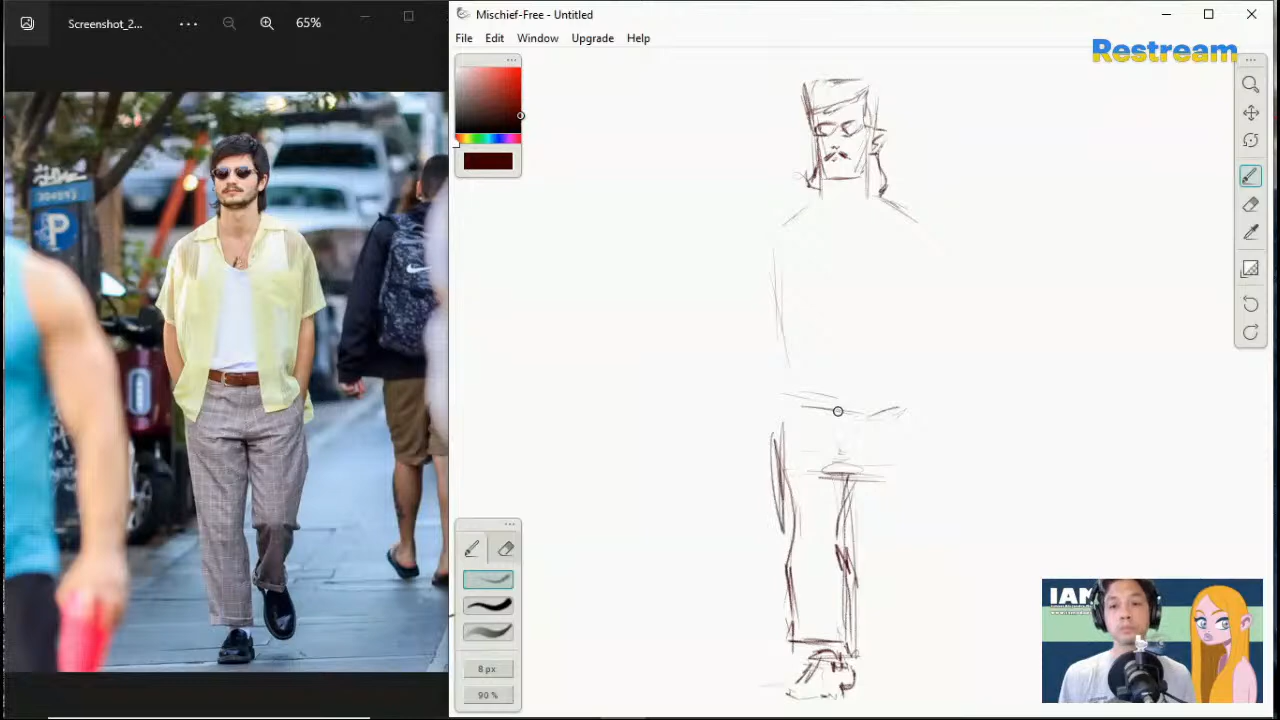 Screenshot_2...
65%
Mischief-Free - Untitled
File Edit Window Upgrade Help
Restream
P
8 px
90 %
IAM